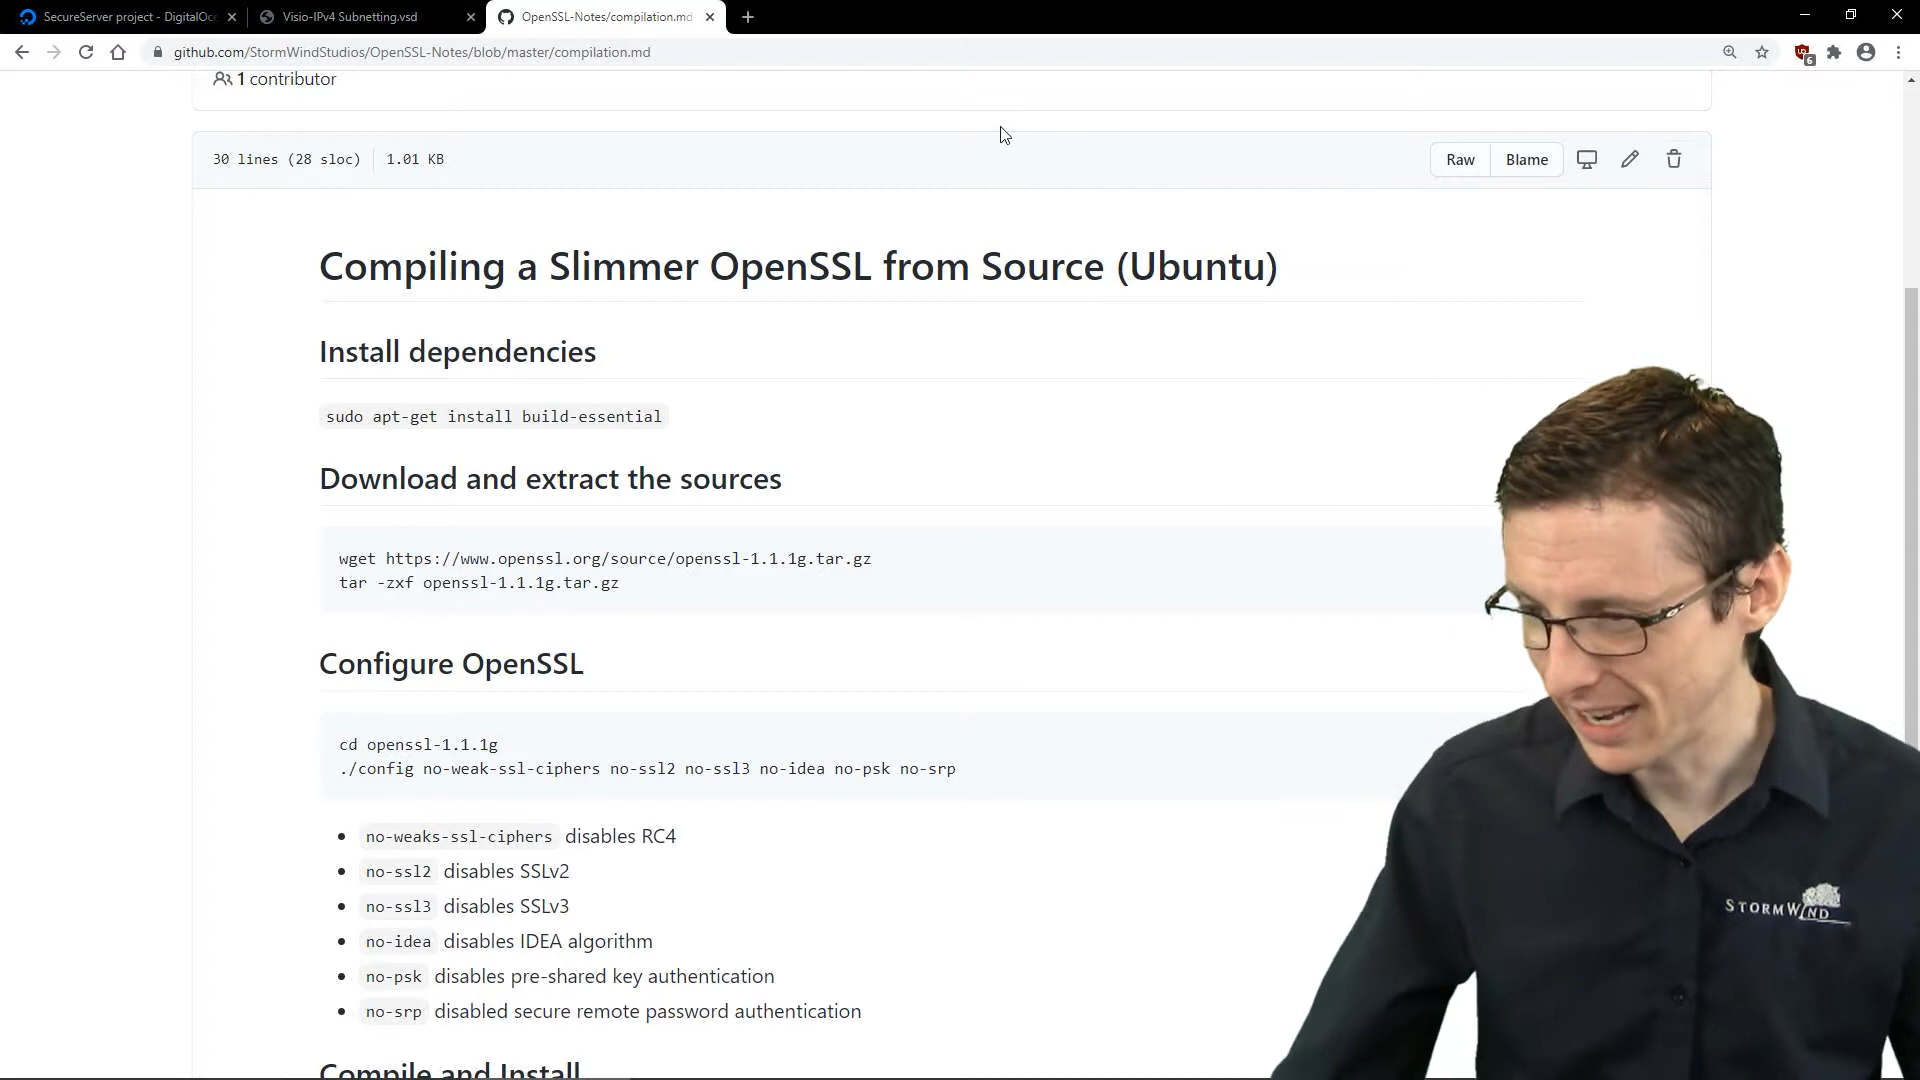 SecureServer project - DigitalOce
Visio-IPv4 Subnetting.vsd
OpenSSL-Notes/compilation.md
github.com/StormWindStudios/OpenSSL-Notes/blob/master/compilation.md
6
1 contributor
30 lines (28 sloc) 1.01 KB
Raw Blame
Compiling a Slimmer OpenSSL from Source (Ubuntu)
Install dependencies
sudo apt-get install build-essential
Download and extract the sources
wget https://www.openssl.org/source/openssl-1.1.1g.tar.gz
tar -zxf openssl-1.1.1g.tar.gz
Configure OpenSSL
cd openssl-1.1.1g
./config no-weak-ssl-ciphers no-ssl2 no-ssl3 no-idea no-psk no-srp
no-weaks-ssl-ciphers disables RC4
no-ssl2 disables SSLv2
no-ssl3 disables SSLv3
no-idea disables IDEA algorithm
no-psk disables pre-shared key authentication
no-srp disabled secure remote password authentication
Compile and Install
STORMWIND